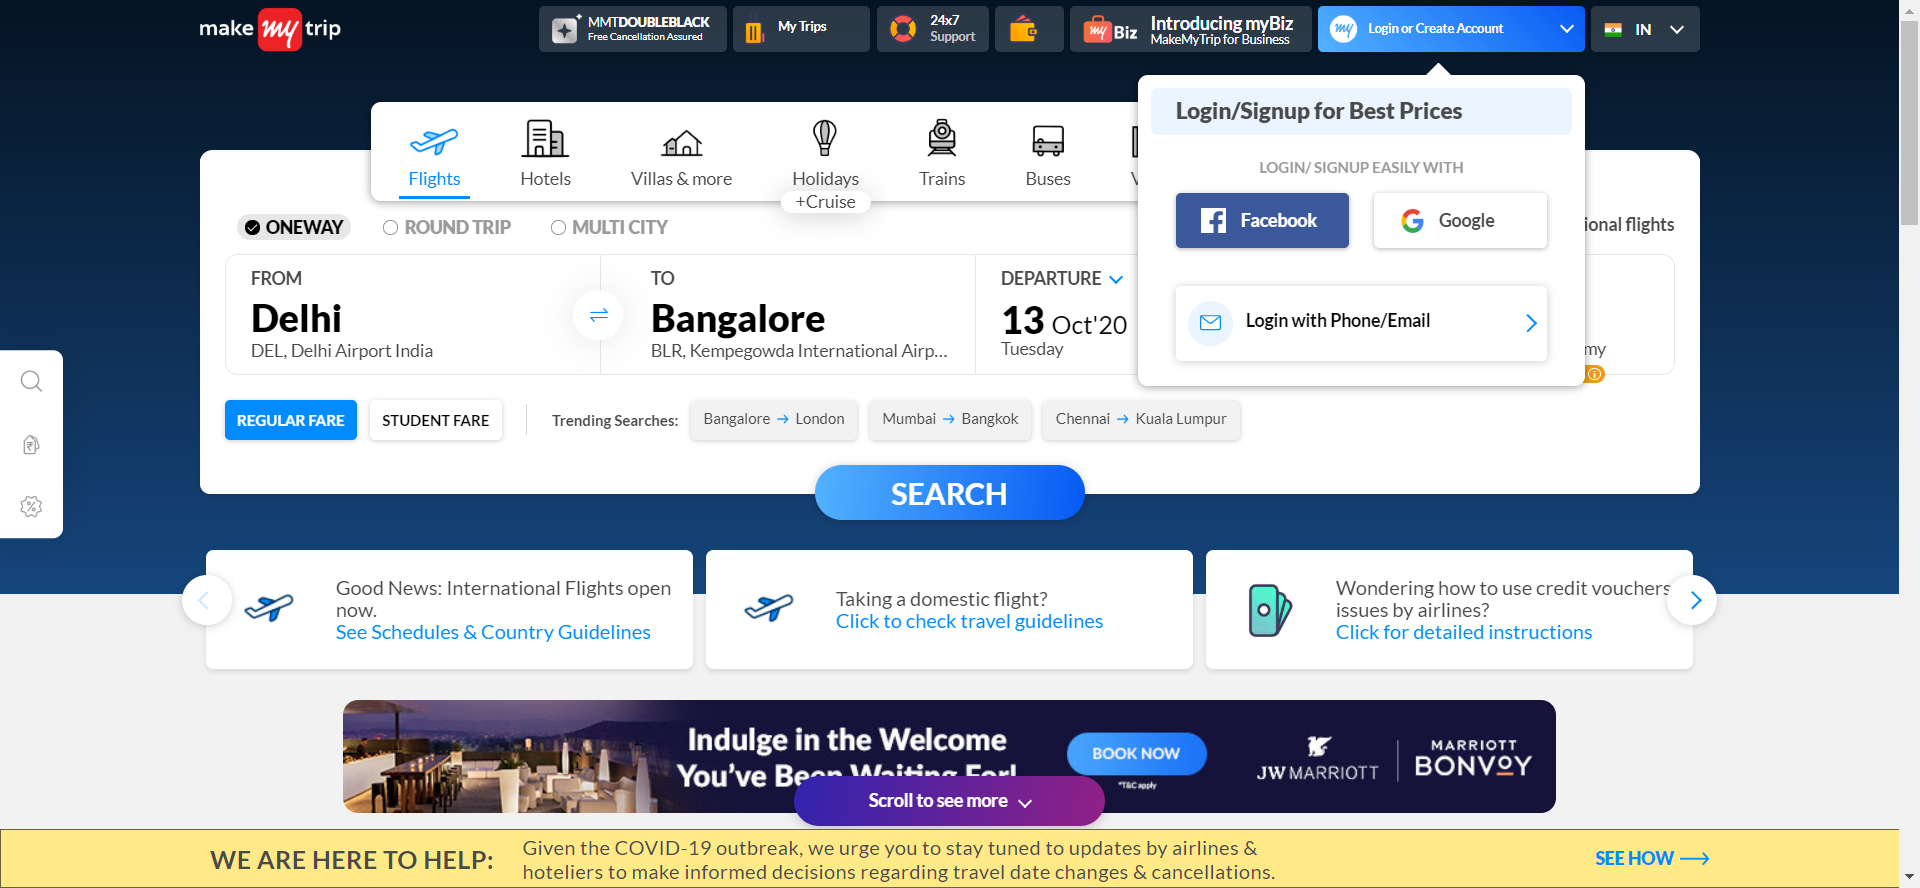 make my trip
MMTDOUBLEBLACK
Free Cancellation Assured
My Trips
24x7
Support
my Biz
Introducing myBiz
MakeMyTrip for Business
my
Login or Create Account
IN
Login/Signup for Best Prices
LOGIN/ SIGNUP EASILY WITH
Facebook
Google
Login with Phone/Email
Flights
Hotels
Villas & more
Holidays
+Cruise
Trains
Buses
ONEWAY
ROUND TRIP
MULTI CITY
ional flights
FROM
Delhi
DEL, Delhi Airport India
TO
Bangalore
BLR, Kempegowda International Airp...
DEPARTURE
13 Oct'20
Tuesday
my
REGULAR FARE
STUDENT FARE
Trending Searches:
Bangalore → London
Mumbai → Bangkok
Chennai → Kuala Lumpur
SEARCH
Good News: International Flights open
now.
See Schedules & Country Guidelines
Taking a domestic flight?
Click to check travel guidelines
Wondering how to use credit vouchers
issues by airlines?
Click for detailed instructions
Indulge in the Welcome
You've Been Waiting For!
BOOK NOW
*T&C apply
JW MARRIOTT
MARRIOTT
BONVOY
Scroll to see more
WE ARE HERE TO HELP:
Given the COVID-19 outbreak, we urge you to stay tuned to updates by airlines &
hoteliers to make informed decisions regarding travel date changes & cancellations.
SEE HOW